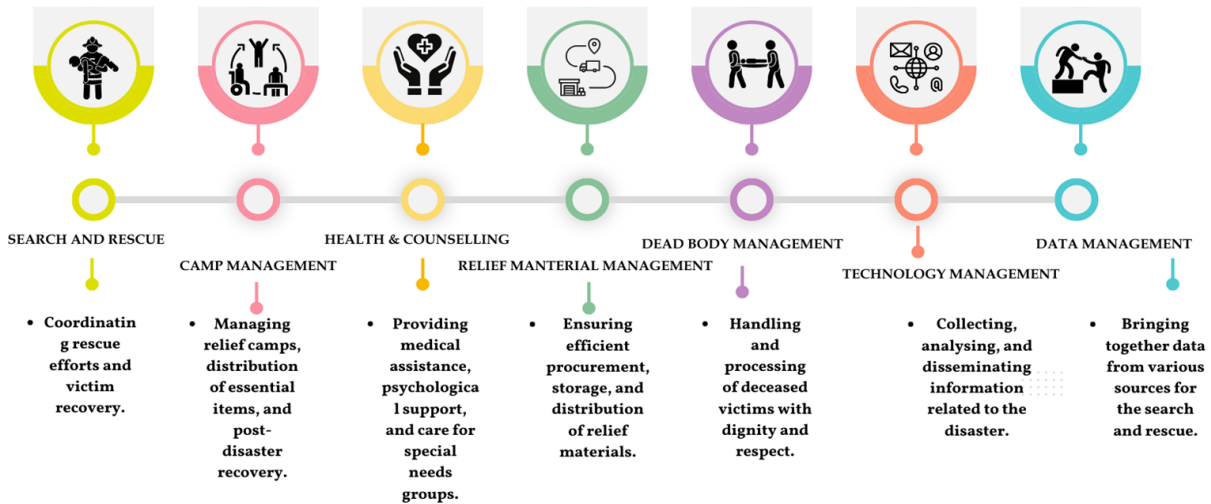 SEARCH AND RESCUE
CAMP MANAGEMENT
HEALTH & COUNSELLING
RELIEF MANTERIAL MANAGEMENT
DEAD BODY MANAGEMENT
TECHNOLOGY MANAGEMENT
DATA MANAGEMENT
• Coordinatin
g rescue
efforts and
victim
recovery.
• Managing
relief camps,
distribution
of essential
items, and
post-
disaster
recovery.
• Providing
medical
assistance,
psychologica
l support,
and care for
special
needs
groups.
• Ensuring
efficient
procurement,
storage, and
distribution
of relief
materials.
• Handling
and
processing
of deceased
victims with
dignity and
respect.
• Collecting,
analysing, and
disseminating
information
related to the
disaster.
• Bringing
together data
from various
sources for
the search
and rescue.